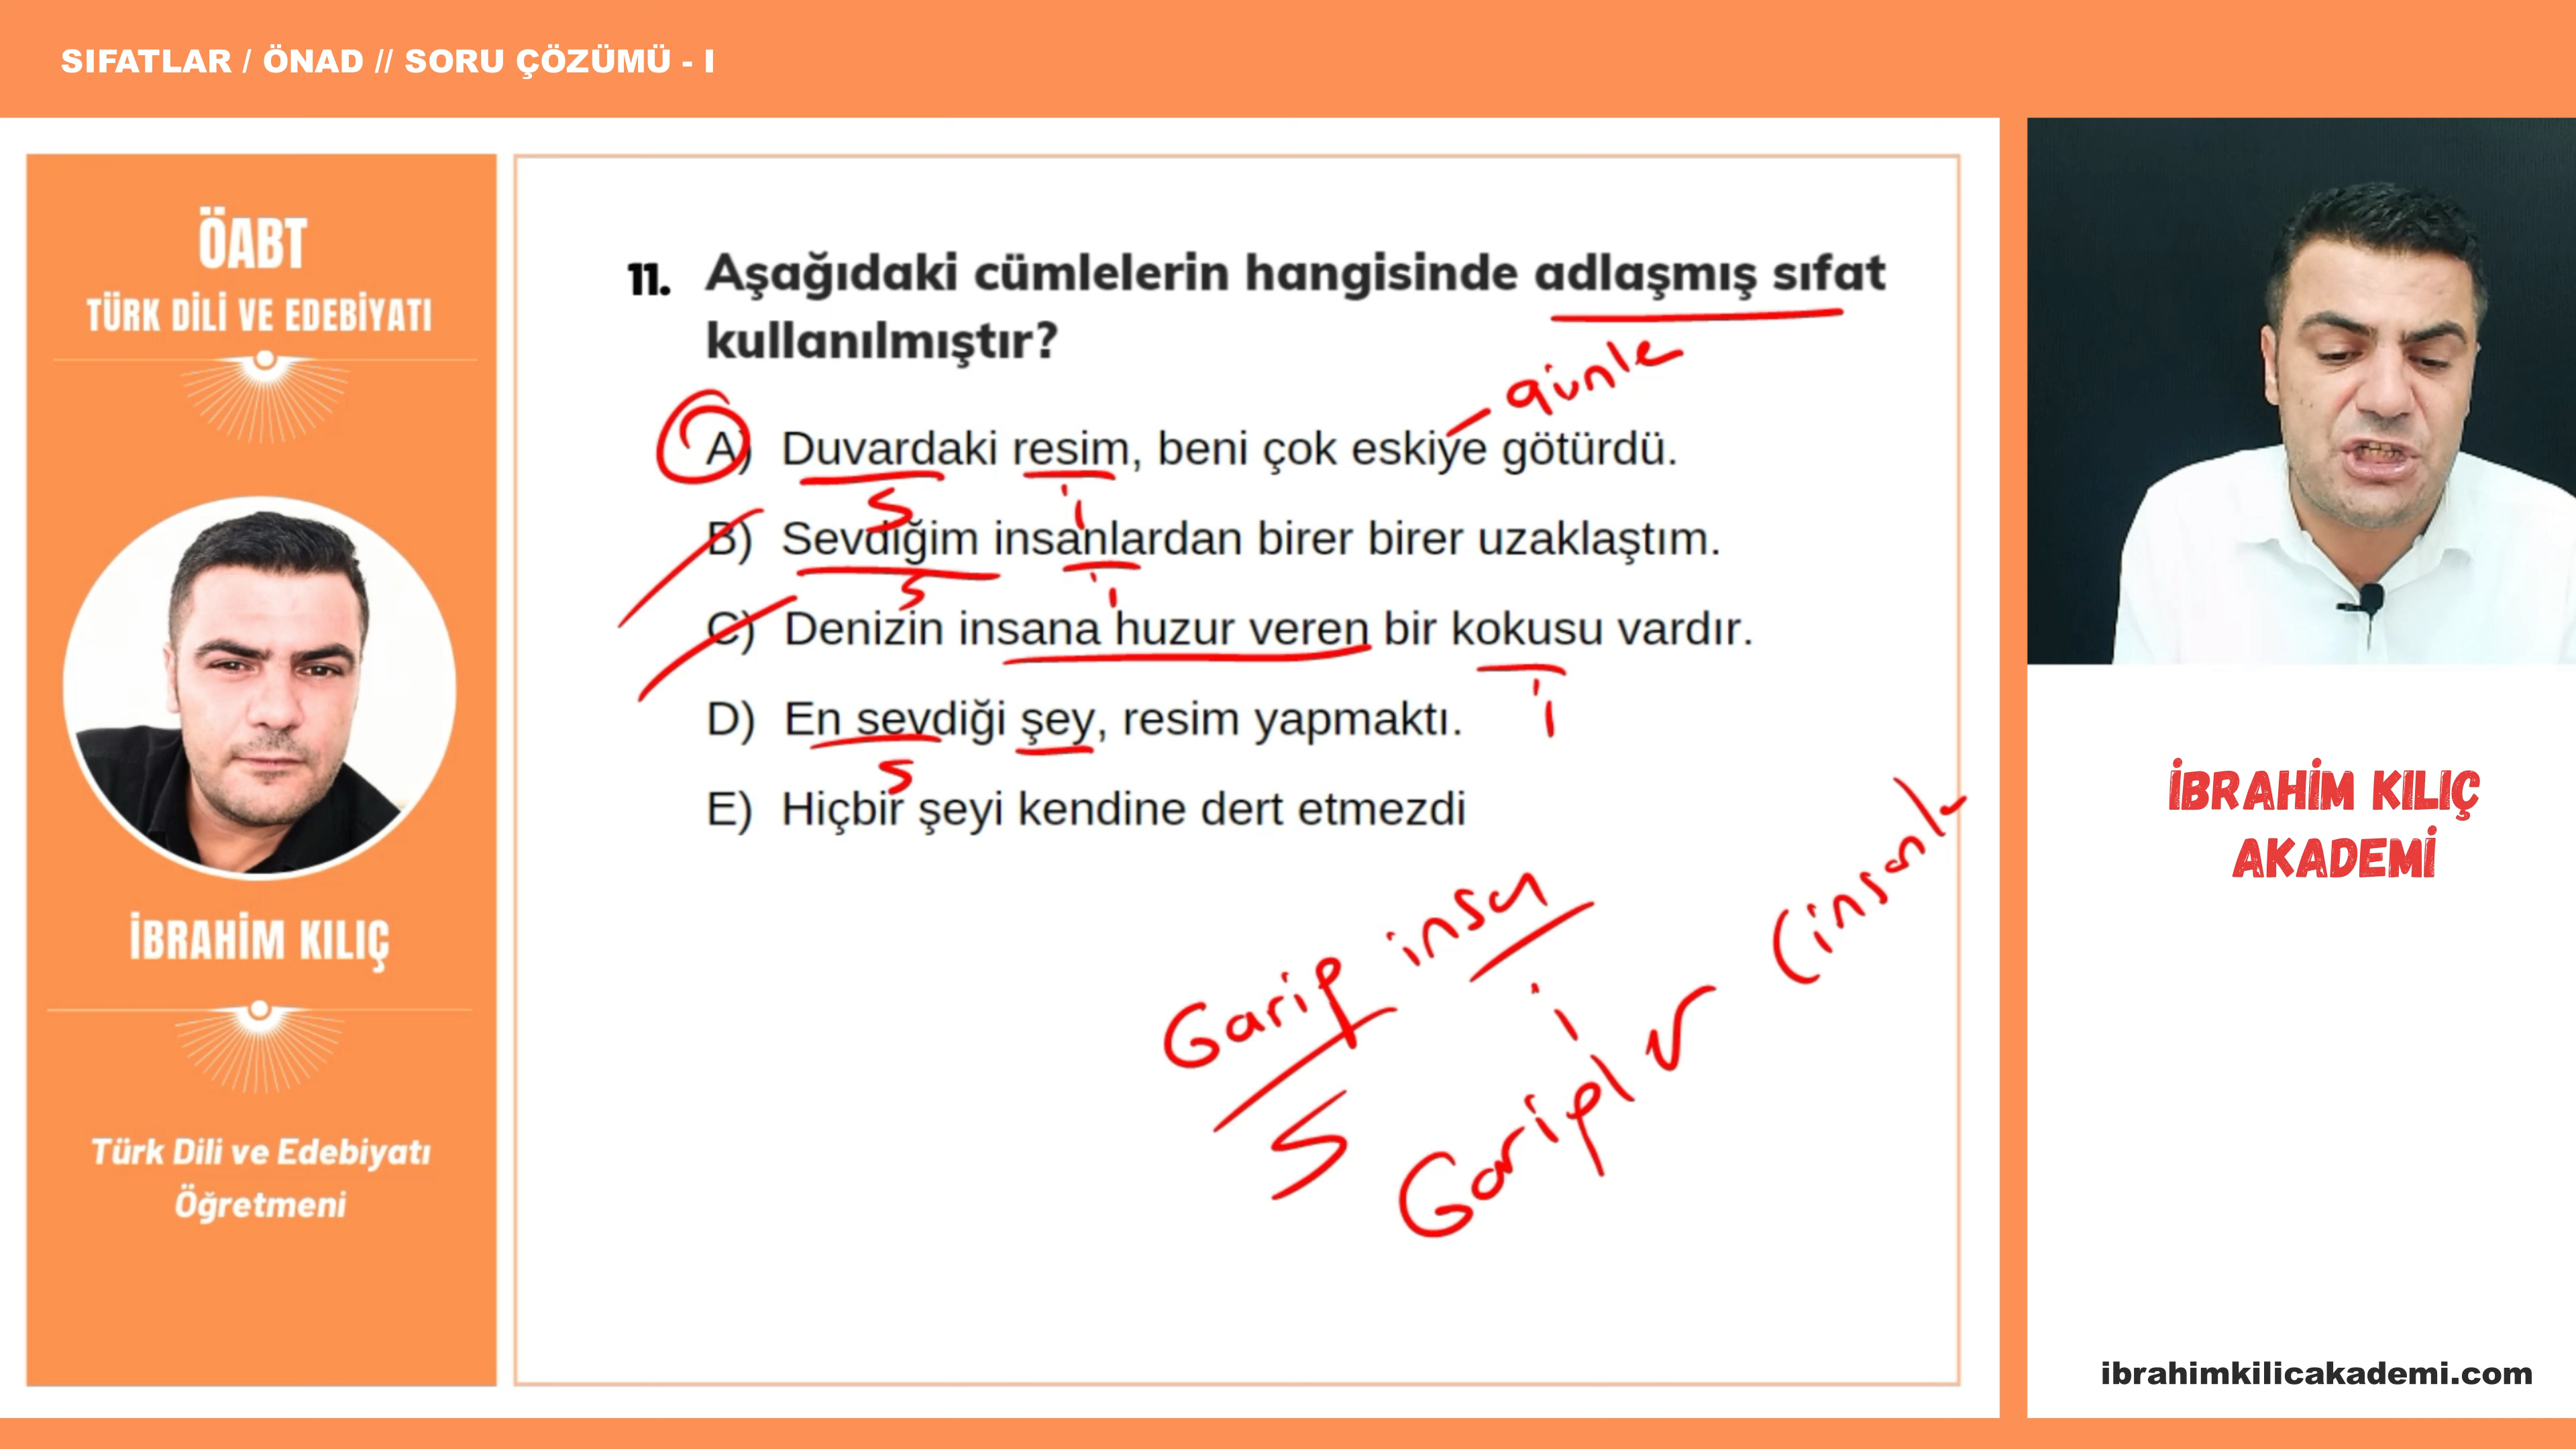 SIFATLAR / ÖNAD // SORU ÇÖZÜMÜ - I
ÖABT
TÜRK DİLİ VE EDEBİYATI
İBRAHİM KILIÇ
Türk Dili ve Edebiyatı
Öğretmeni
11. Aşağıdaki cümlelerin hangisinde adlaşmış sıfat
kullanılmıştır?
günle
A) Duvardaki resim, beni çok eskiye götürdü.
S i
B) Sevdiğim insanlardan birer birer uzaklaştım.
S i
C) Denizin insana huzur veren bir kokusu vardır.
i
D) En sevdiği şey, resim yapmaktı.
S
E) Hiçbir şeyi kendine dert etmezdi
Garip
S i
(insanl
İBRAHİM KILIÇ
AKADEMİ
ibrahimkilicakademi.com